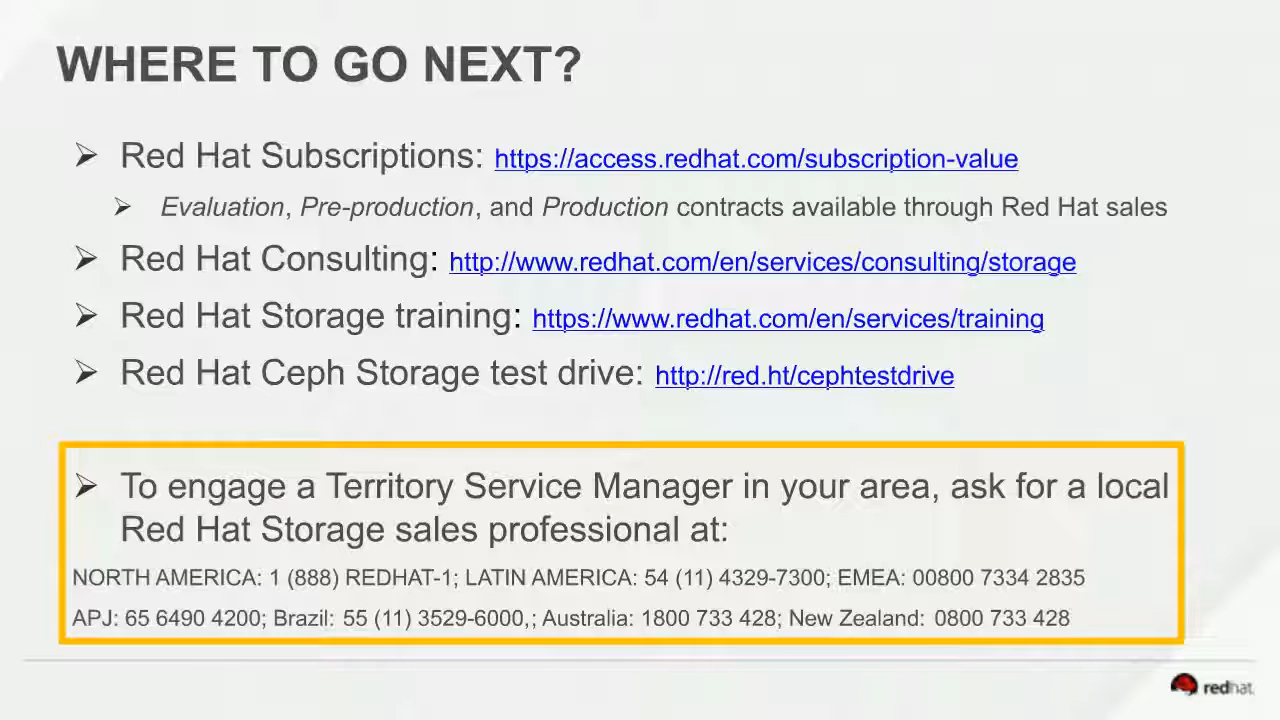 WHERE TO GO NEXT?
➢ Red Hat Subscriptions: https://access.redhat.com/subscription-value
➢ Evaluation, Pre-production, and Production contracts available through Red Hat sales
➢ Red Hat Consulting: http://www.redhat.com/en/services/consulting/storage
➢ Red Hat Storage training: https://www.redhat.com/en/services/training
➢ Red Hat Ceph Storage test drive: http://red.ht/cephtestdrive
➢ To engage a Territory Service Manager in your area, ask for a local
Red Hat Storage sales professional at:
NORTH AMERICA: 1 (888) REDHAT-1; LATIN AMERICA: 54 (11) 4329-7300; EMEA: 00800 7334 2835
APJ: 65 6490 4200; Brazil: 55 (11) 3529-6000,; Australia: 1800 733 428; New Zealand: 0800 733 428
redhat.